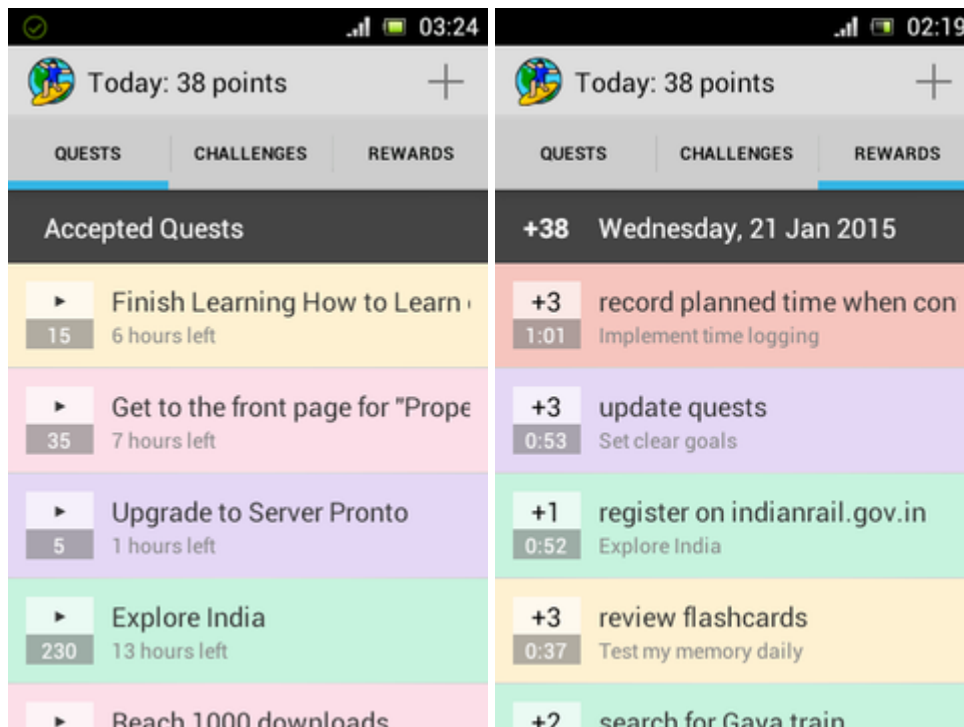 03:24
Today: 38 points
QUESTS CHALLENGES REWARDS
Accepted Quests
Finish Learning How to Learn
15 6 hours left
Get to the front page for "Prope
35 7 hours left
Upgrade to Server Pronto
5 1 hours left
Explore India
230 13 hours left
Reach 1000 downloads
02:19
Today: 38 points
QUESTS CHALLENGES REWARDS
+38 Wednesday, 21 Jan 2015
+3 record planned time when con
1:01 Implement time logging
+3 update quests
0:53 Set clear goals
+1 register on indianrail.gov.in
0:52 Explore India
+3 review flashcards
0:37 Test my memory daily
+2 search for Gaya train